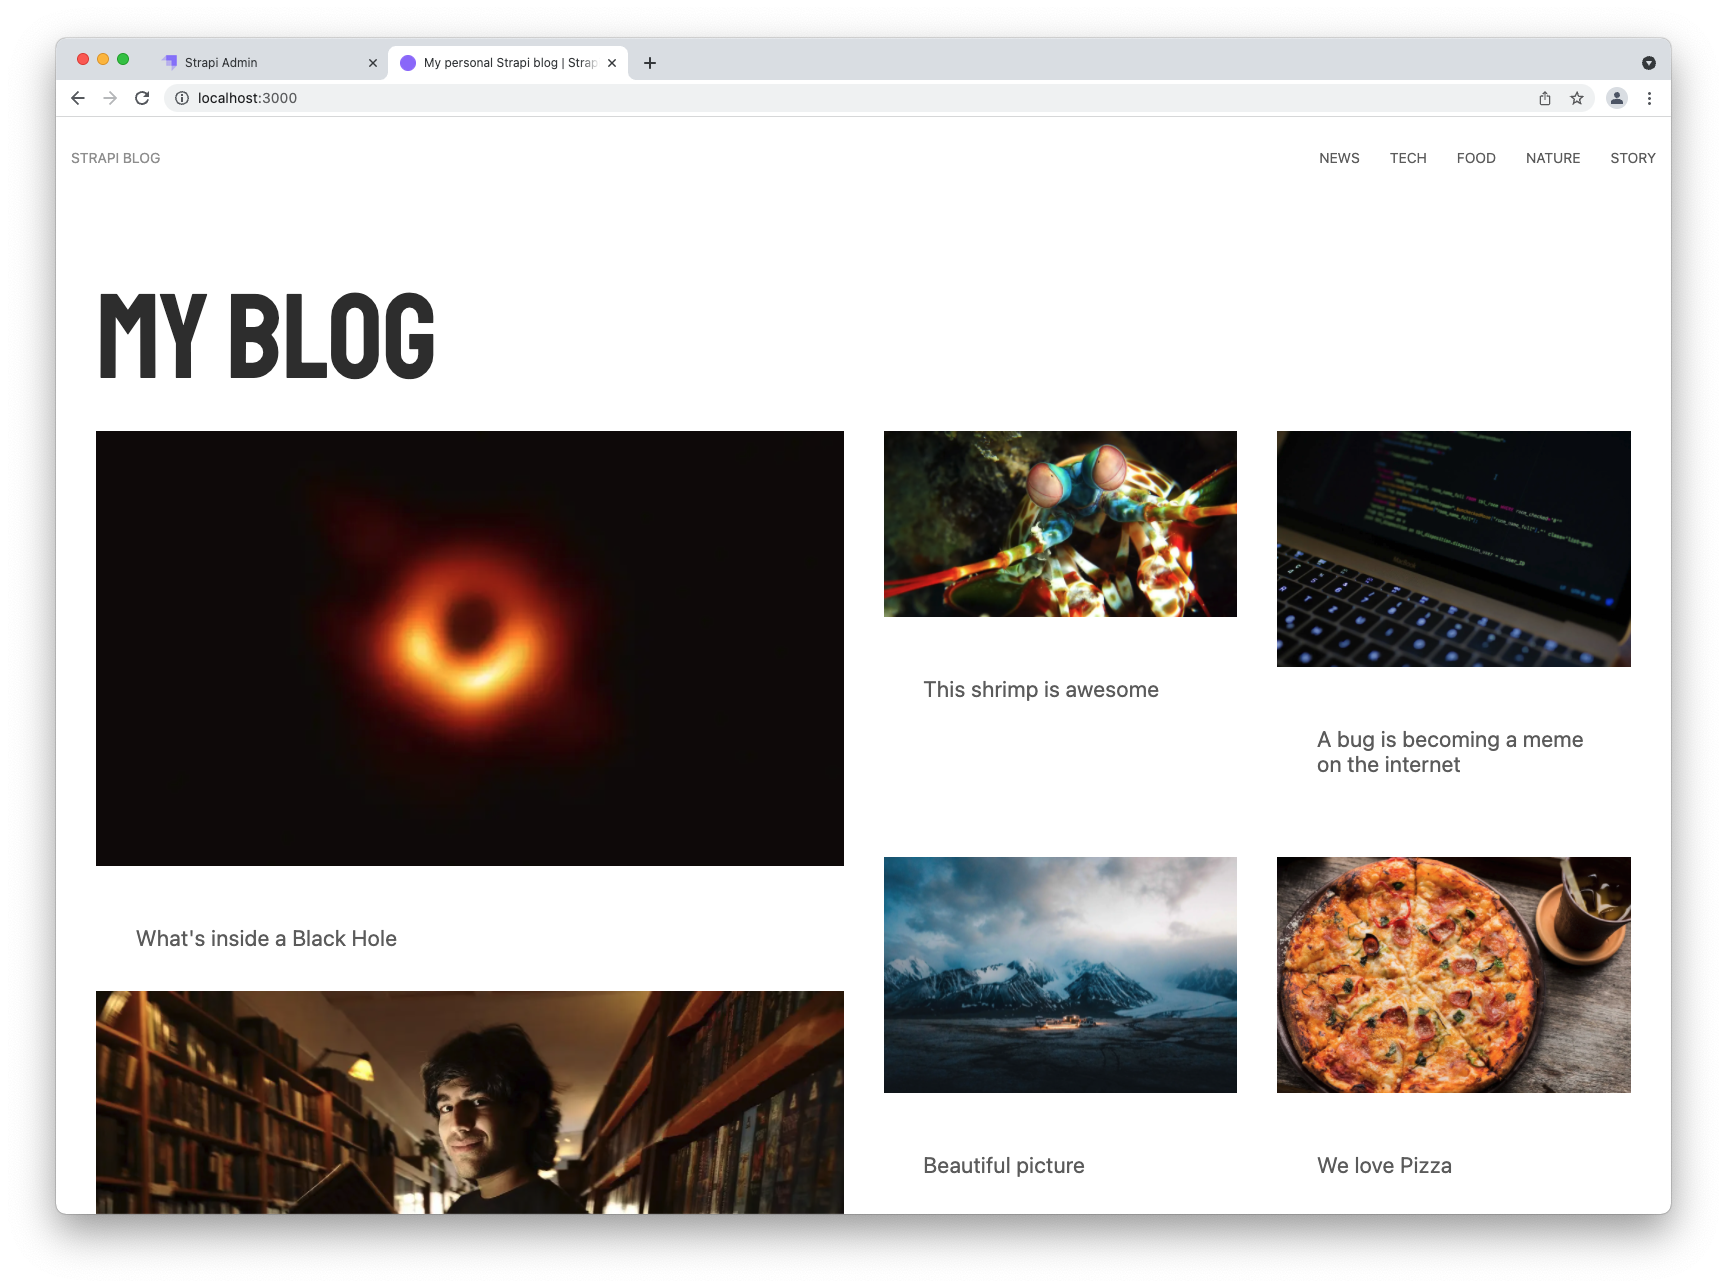 Strapi Admin
My personal Strapi blog | Strap
localhost:3000
STRAPI BLOG
NEWS
TECH
FOOD
NATURE
STORY
MY BLOG
This shrimp is awesome
A bug is becoming a meme
on the internet
What's inside a Black Hole
Beautiful picture
We love Pizza